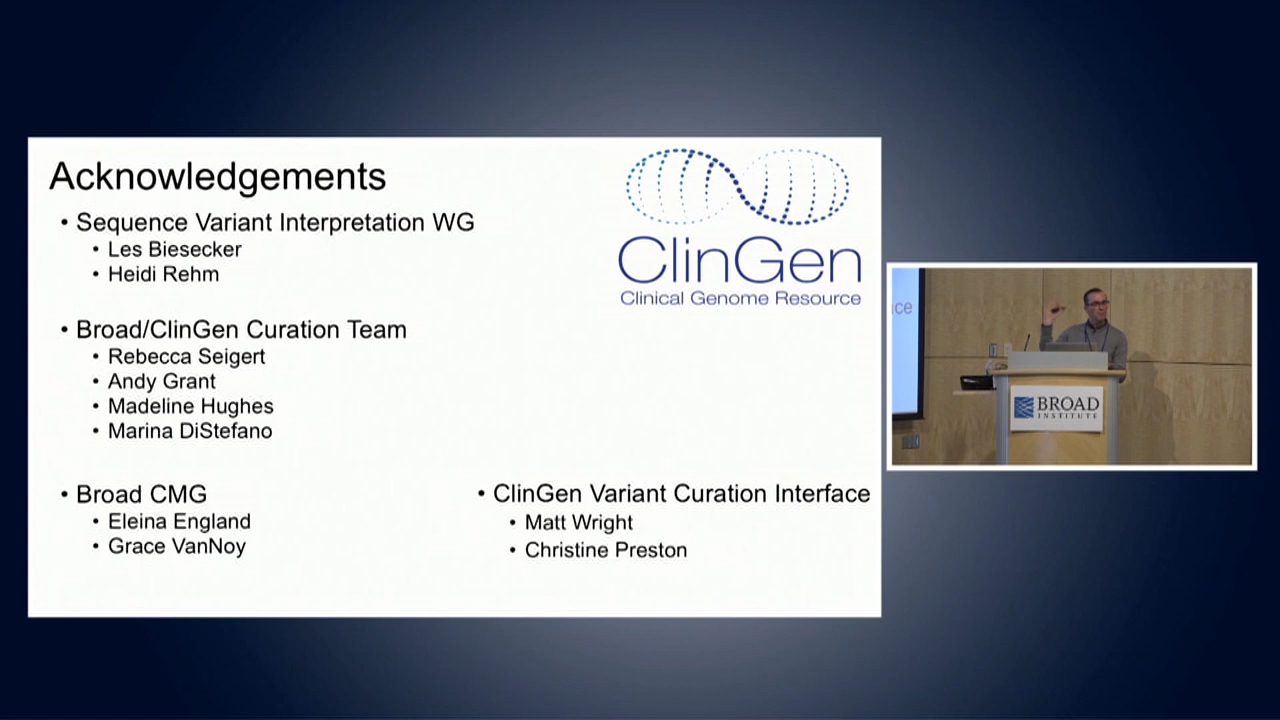 Acknowledgements
• Sequence Variant Interpretation WG
• Les Biesecker
• Heidi Rehm
ClinGen
Clinical Genome Resource
• Broad/ClinGen Curation Team
• Rebecca Seigert
• Andy Grant
• Madeline Hughes
• Marina DiStefano
• Broad CMG
• Eleina England
• Grace VanNoy
• ClinGen Variant Curation Interface
• Matt Wright
• Christine Preston
ce
BROAD
INSTITUTE